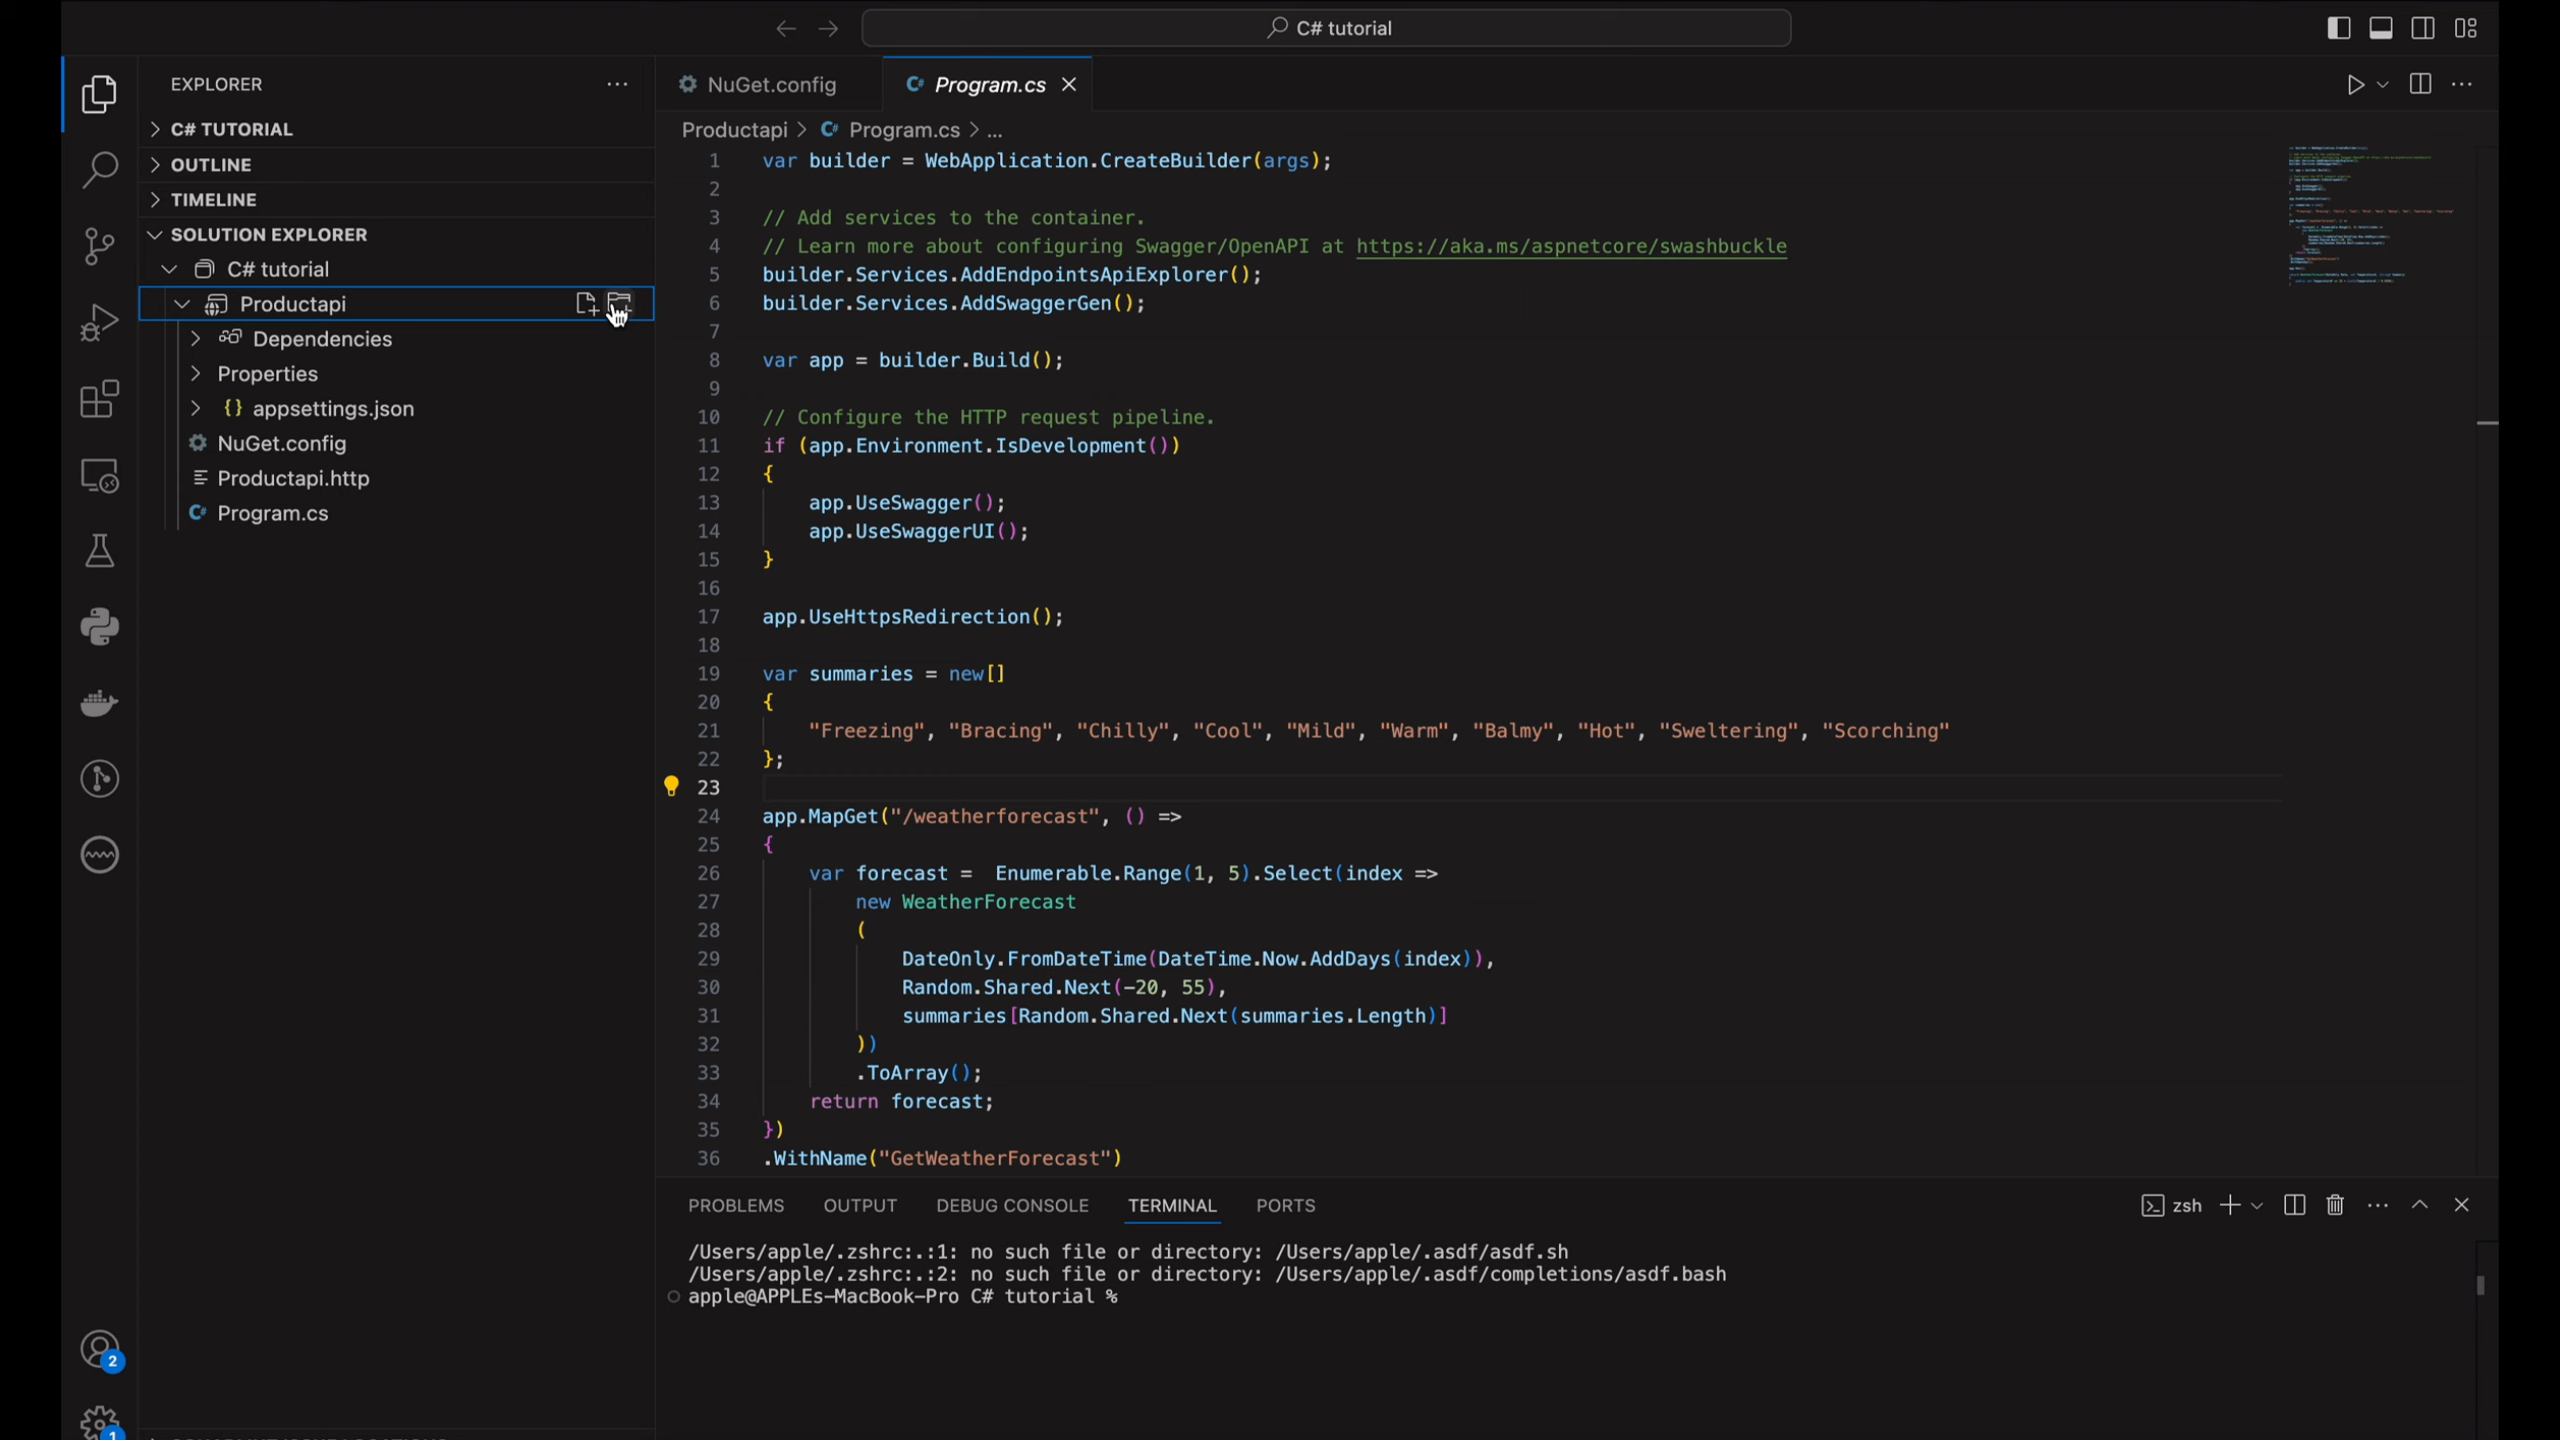 C# tutorial
EXPLORER
C# TUTORIAL
OUTLINE
TIMELINE
SOLUTION EXPLORER
C# tutorial
Productapi
Dependencies
Properties
{} appsettings.json
NuGet.config
Productapi.http
C# Program.cs
2
1
NuGet.config
C# Program.cs
Productapi > C# Program.cs > ...
1 var builder = WebApplication.CreateBuilder(args);
2
3 // Add services to the container.
4 // Learn more about configuring Swagger/OpenAPI at https://aka.ms/aspnetcore/swashbuckle
5 builder.Services.AddEndpointsApiExplorer();
6 builder.Services.AddSwaggerGen();
7
8 var app = builder.Build();
9
10 // Configure the HTTP request pipeline.
11 if (app.Environment.IsDevelopment())
12 {
13 app.UseSwagger();
14 app.UseSwaggerUI();
15 }
16
17 app.UseHttpsRedirection();
18
19 var summaries = new[]
20 {
21 "Freezing", "Bracing", "Chilly", "Cool", "Mild", "Warm", "Balmy", "Hot", "Sweltering", "Scorching"
22 };
23
24 app.MapGet("/weatherforecast", () =>
25 {
26 var forecast =  Enumerable.Range(1, 5).Select(index =>
27 new WeatherForecast
28 (
29 DateOnly.FromDateTime(DateTime.Now.AddDays(index)),
30 Random.Shared.Next(-20, 55),
31 summaries[Random.Shared.Next(summaries.Length)]
32 ))
33 .ToArray();
34 return forecast;
35 })
36 .WithName("GetWeatherForecast")
PROBLEMS OUTPUT DEBUG CONSOLE TERMINAL PORTS
zsh
/Users/apple/.zshrc:.:1: no such file or directory: /Users/apple/.asdf/asdf.sh
/Users/apple/.zshrc:.:2: no such file or directory: /Users/apple/.asdf/completions/asdf.bash
apple@APPLEs-MacBook-Pro C# tutorial %